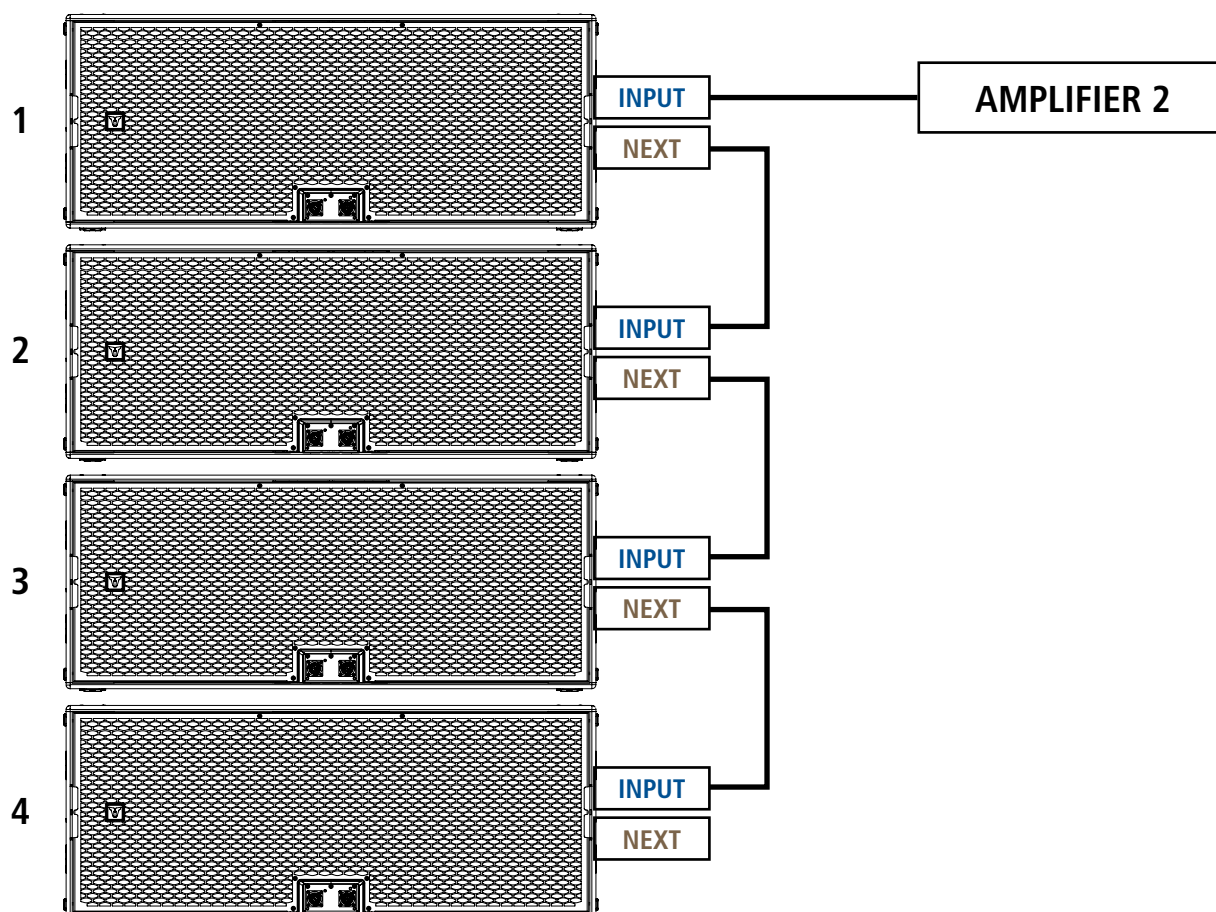 INPUT
AMPLIFIER 2
1
NEXT
INPUT
2
NEXT
INPUT
3
NEXT
INPUT
4
NEXT